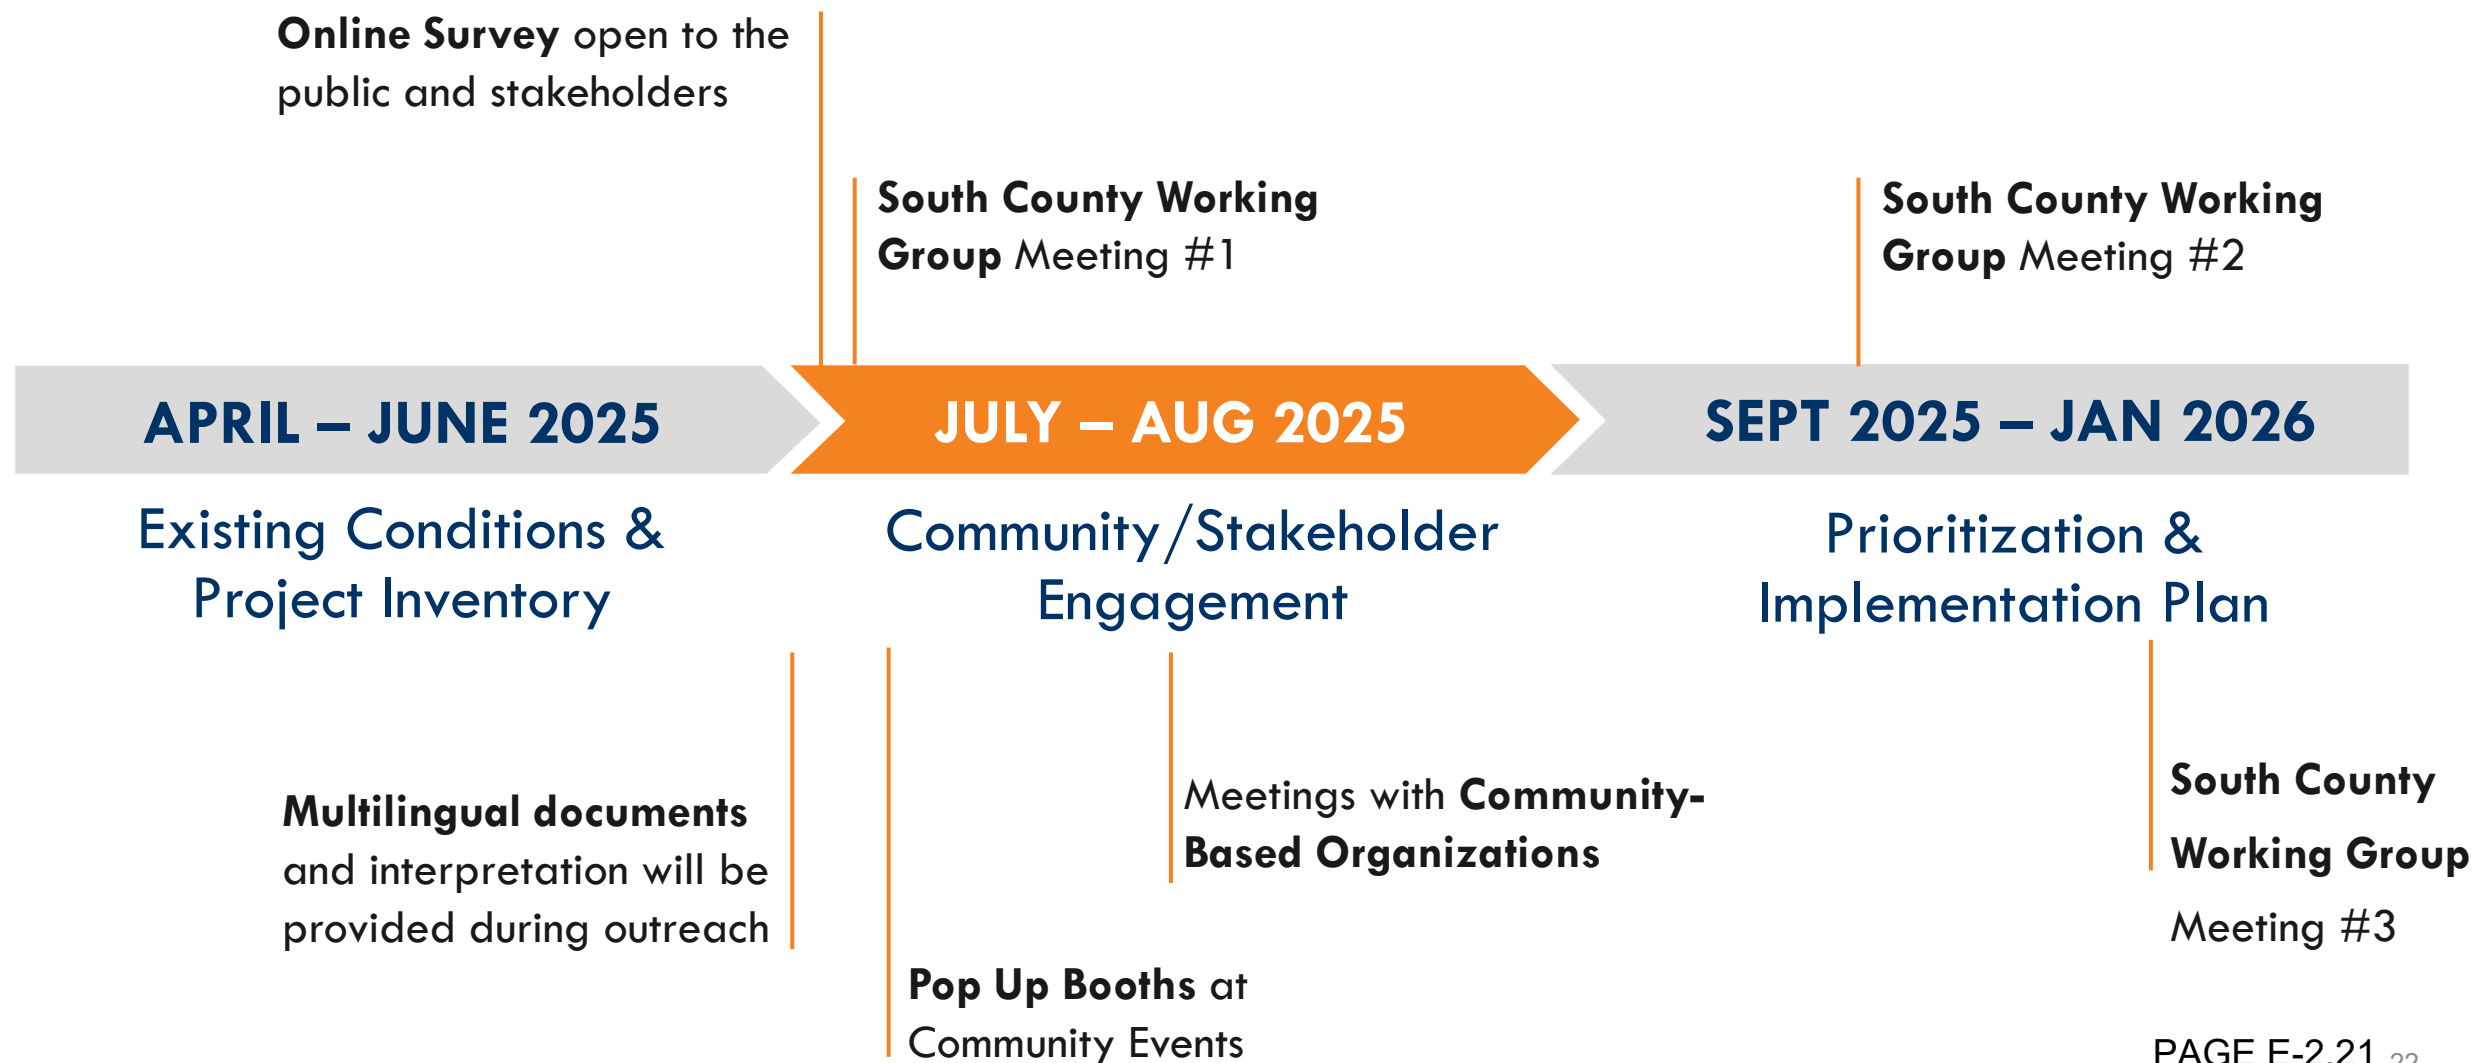 Online Survey open to the
public and stakeholders
South County Working
Group Meeting #1
South County Working
Group Meeting #2
APRIL – JUNE 2025
JULY – AUG 2025
SEPT 2025 – JAN 2026
Existing Conditions &
Project Inventory
Community/Stakeholder
Engagement
Prioritization &
Implementation Plan
Multilingual documents
and interpretation will be
provided during outreach
Pop Up Booths at
Community Events
Meetings with Community-
Based Organizations
South County
Working Group
Meeting #3
PAGE E-2.21 22